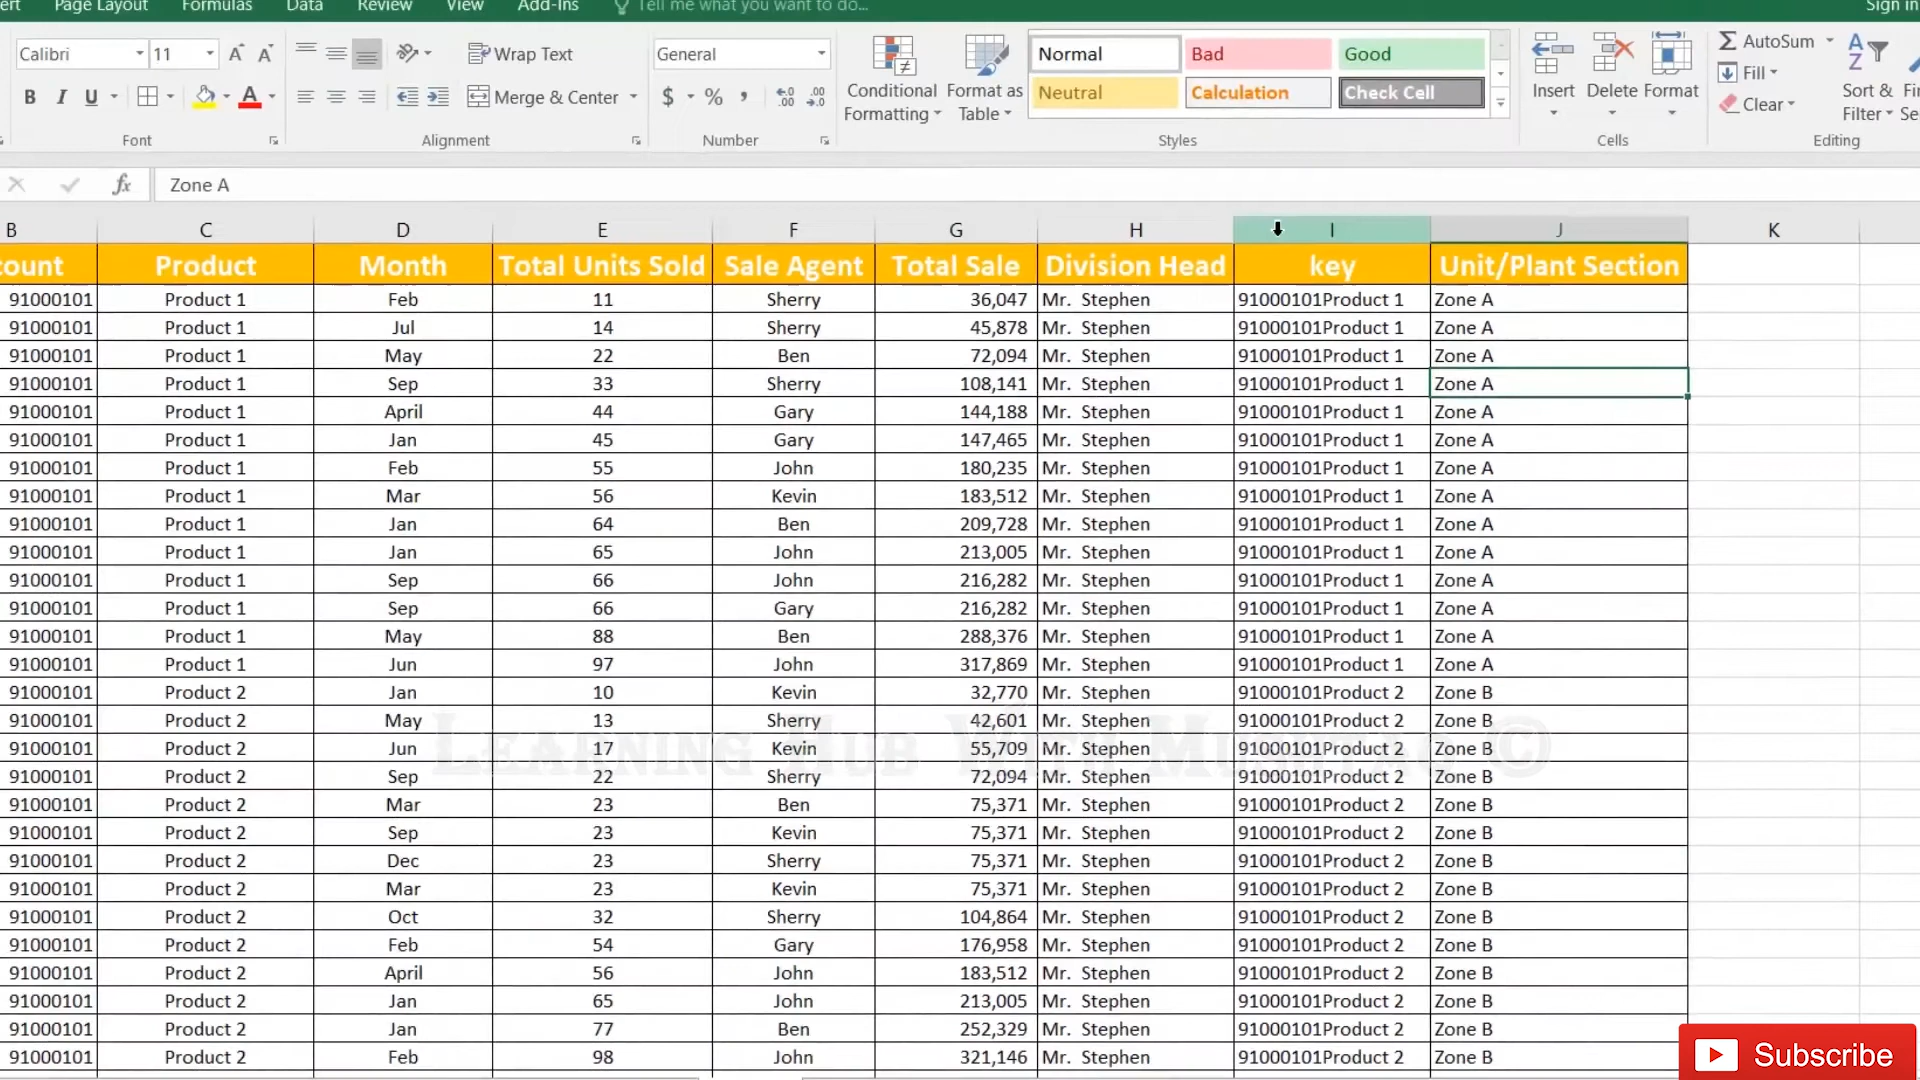 ert Page Layout Formulas Data Review View Add-Ins Tell me what you want to do... Sign in
Calibri 11 A A Wrap Text General Normal Bad Good AutoSum
B I U A Merge & Center $ % , Conditional Formatting Format as Table Neutral Calculation Check Cell Insert Delete Format Fill Clear Sort & Filter
Font Alignment Number Styles Cells Editing
fx Zone A
B C D E F G H I J K
count Product Month Total Units Sold Sale Agent Total Sale Division Head key Unit/Plant Section
91000101 Product 1 Feb 11 Sherry 36,047 Mr. Stephen 91000101Product 1 Zone A
91000101 Product 1 Jul 14 Sherry 45,878 Mr. Stephen 91000101Product 1 Zone A
91000101 Product 1 May 22 Ben 72,094 Mr. Stephen 91000101Product 1 Zone A
91000101 Product 1 Sep 33 Sherry 108,141 Mr. Stephen 91000101Product 1 Zone A
91000101 Product 1 April 44 Gary 144,188 Mr. Stephen 91000101Product 1 Zone A
91000101 Product 1 Jan 45 Gary 147,465 Mr. Stephen 91000101Product 1 Zone A
91000101 Product 1 Feb 55 John 180,235 Mr. Stephen 91000101Product 1 Zone A
91000101 Product 1 Mar 56 Kevin 183,512 Mr. Stephen 91000101Product 1 Zone A
91000101 Product 1 Jan 64 Ben 209,728 Mr. Stephen 91000101Product 1 Zone A
91000101 Product 1 Jan 65 John 213,005 Mr. Stephen 91000101Product 1 Zone A
91000101 Product 1 Sep 66 John 216,282 Mr. Stephen 91000101Product 1 Zone A
91000101 Product 1 Sep 66 Gary 216,282 Mr. Stephen 91000101Product 1 Zone A
91000101 Product 1 May 88 Ben 288,376 Mr. Stephen 91000101Product 1 Zone A
91000101 Product 1 Jun 97 John 317,869 Mr. Stephen 91000101Product 1 Zone A
91000101 Product 2 Jan 10 Kevin 32,770 Mr. Stephen 91000101Product 2 Zone B
91000101 Product 2 May 13 Sherry 42,601 Mr. Stephen 91000101Product 2 Zone B
91000101 Product 2 Jun 17 Kevin 55,709 Mr. Stephen 91000101Product 2 Zone B
Learning Hub With Mushtaq ©
91000101 Product 2 Sep 22 Sherry 72,094 Mr. Stephen 91000101Product 2 Zone B
91000101 Product 2 Mar 23 Ben 75,371 Mr. Stephen 91000101Product 2 Zone B
91000101 Product 2 Sep 23 Kevin 75,371 Mr. Stephen 91000101Product 2 Zone B
91000101 Product 2 Dec 23 Sherry 75,371 Mr. Stephen 91000101Product 2 Zone B
91000101 Product 2 Mar 23 Kevin 75,371 Mr. Stephen 91000101Product 2 Zone B
91000101 Product 2 Oct 32 Sherry 104,864 Mr. Stephen 91000101Product 2 Zone B
91000101 Product 2 Feb 54 Gary 176,958 Mr. Stephen 91000101Product 2 Zone B
91000101 Product 2 April 56 John 183,512 Mr. Stephen 91000101Product 2 Zone B
91000101 Product 2 Jan 65 John 213,005 Mr. Stephen 91000101Product 2 Zone B
91000101 Product 2 Jan 77 Ben 252,329 Mr. Stephen 91000101Product 2 Zone B
91000101 Product 2 Feb 98 John 321,146 Mr. Stephen 91000101Product 2 Zone B
Subscribe